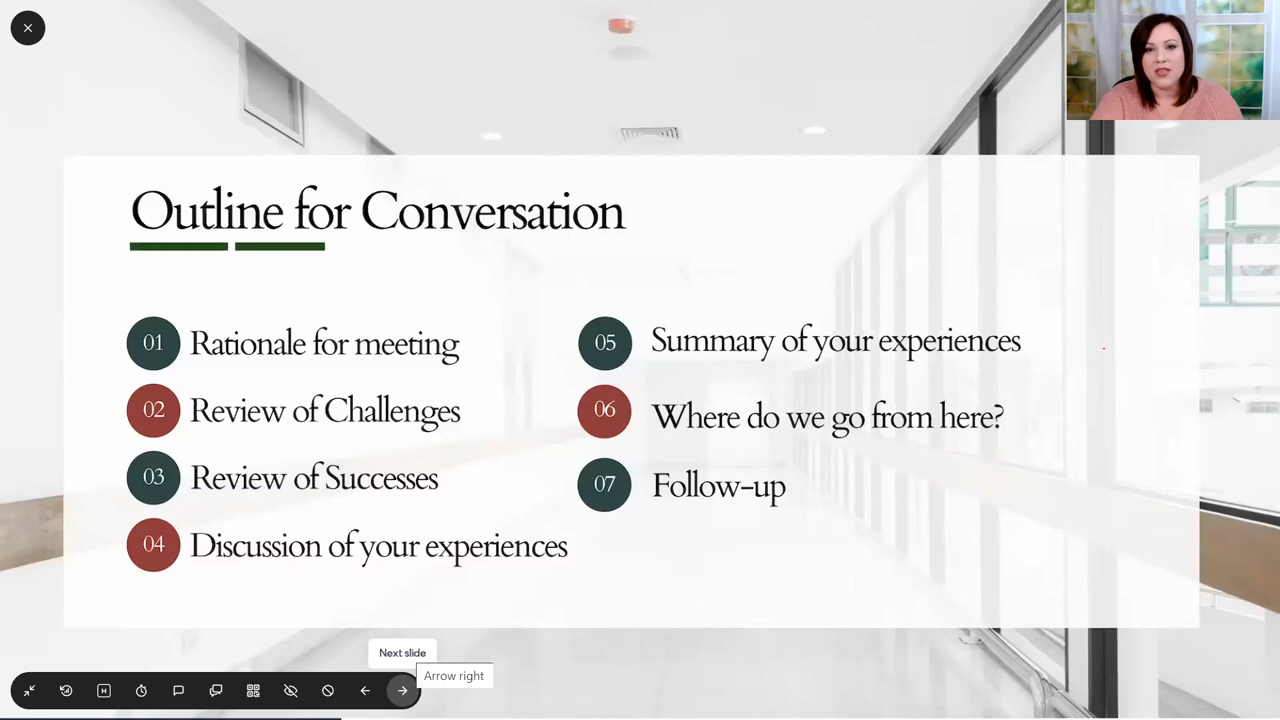 Outline for Conversation
01 Rationale for meeting
02 Review of Challenges
03 Review of Successes
04 Discussion of your experiences
05 Summary of your experiences
06 Where do we go from here?
07 Follow-up
Next slide
Arrow right